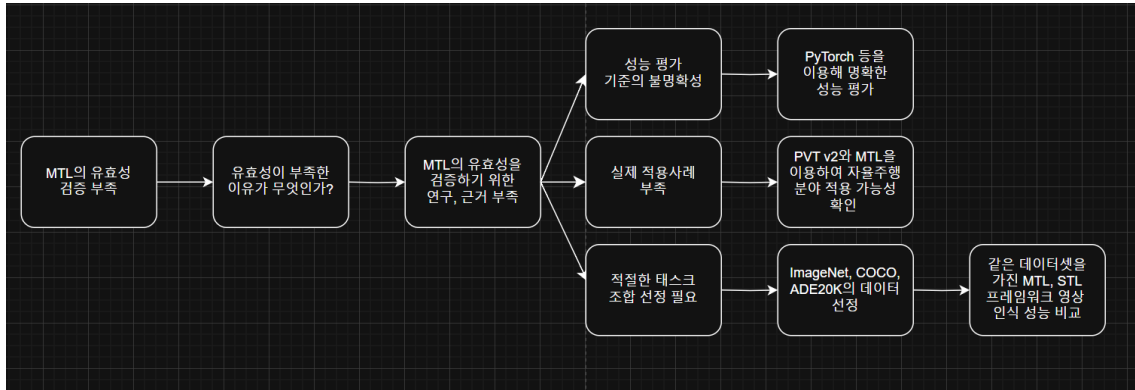 MTL의 유효성
검증 부족
유효성이 부족한
이유가 무엇인가?
MTL의 유효성을
검증하기 위한
연구, 근거 부족
성능 평가
기준의 불명확성
PyTorch 등을
이용해 명확한
성능 평가
실제 적용사례
부족
PVT v2와 MTL을
이용하여 자율주행
분야 적용 가능성
확인
적절한 태스크
조합 선정 필요
ImageNet, COCO,
ADE20K의 데이터
선정
같은 데이터셋을
가진 MTL, STL
프레임워크 영상
인식 성능 비교